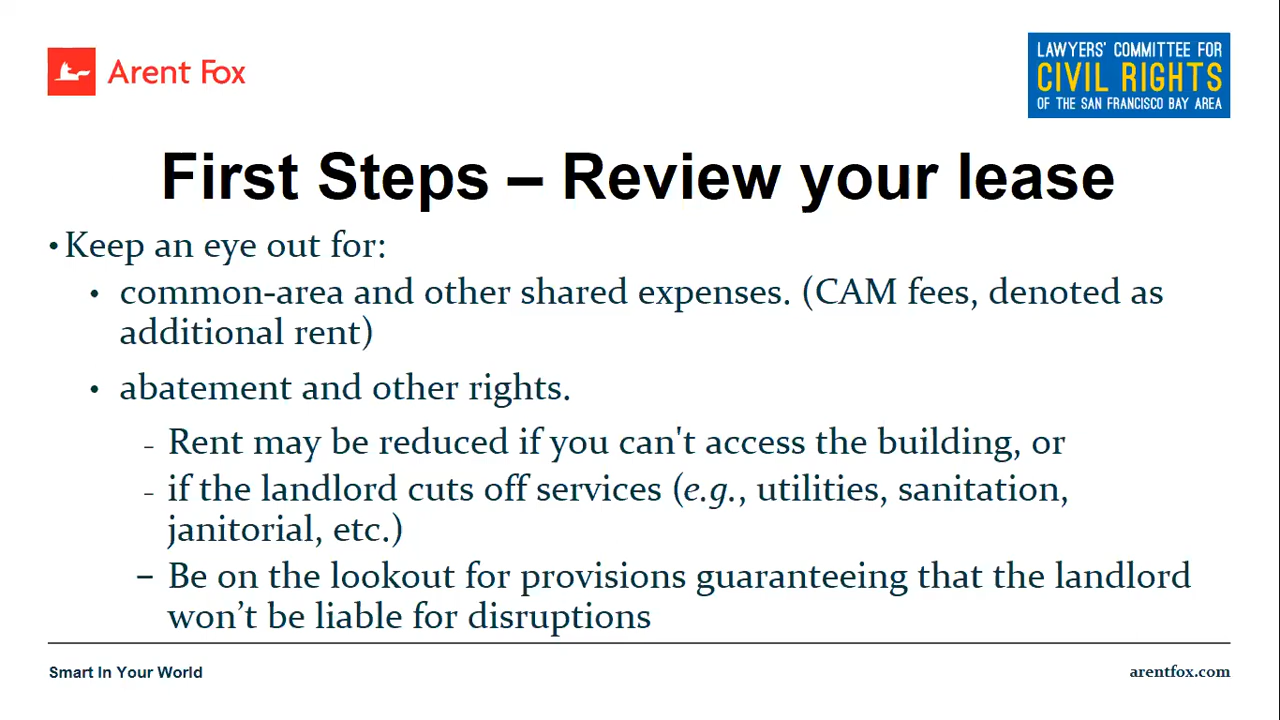 Arent Fox
LAWYERS' COMMITTEE FOR
CIVIL RIGHTS
OF THE SAN FRANCISCO BAY AREA
First Steps – Review your lease
• Keep an eye out for:
• common-area and other shared expenses. (CAM fees, denoted as
additional rent)
• abatement and other rights.
- Rent may be reduced if you can't access the building, or
- if the landlord cuts off services (e.g., utilities, sanitation,
janitorial, etc.)
– Be on the lookout for provisions guaranteeing that the landlord
won’t be liable for disruptions
Smart In Your World
arentfox.com